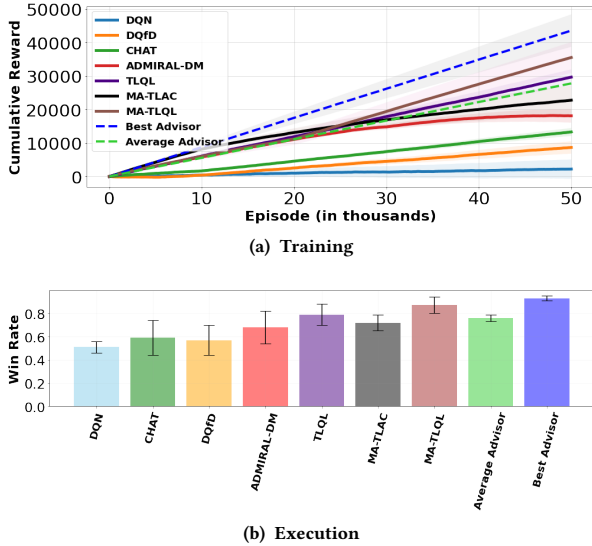 50000
40000
30000
20000
10000
0
Cumulative Reward
DQN
DQfD
CHAT
ADMIRAL-DM
TLQL
MA-TLAC
MA-TLQL
Best Advisor
Average Advisor
0 10 20 30 40 50
Episode (in thousands)
(a) Training
0.8
0.6
0.4
0.2
0.0
Win Rate
DQN
CHAT
DQfD
ADMIRAL-DM
TLQL
MA-TLAC
MA-TLQL
Average Advisor
Best Advisor
(b) Execution